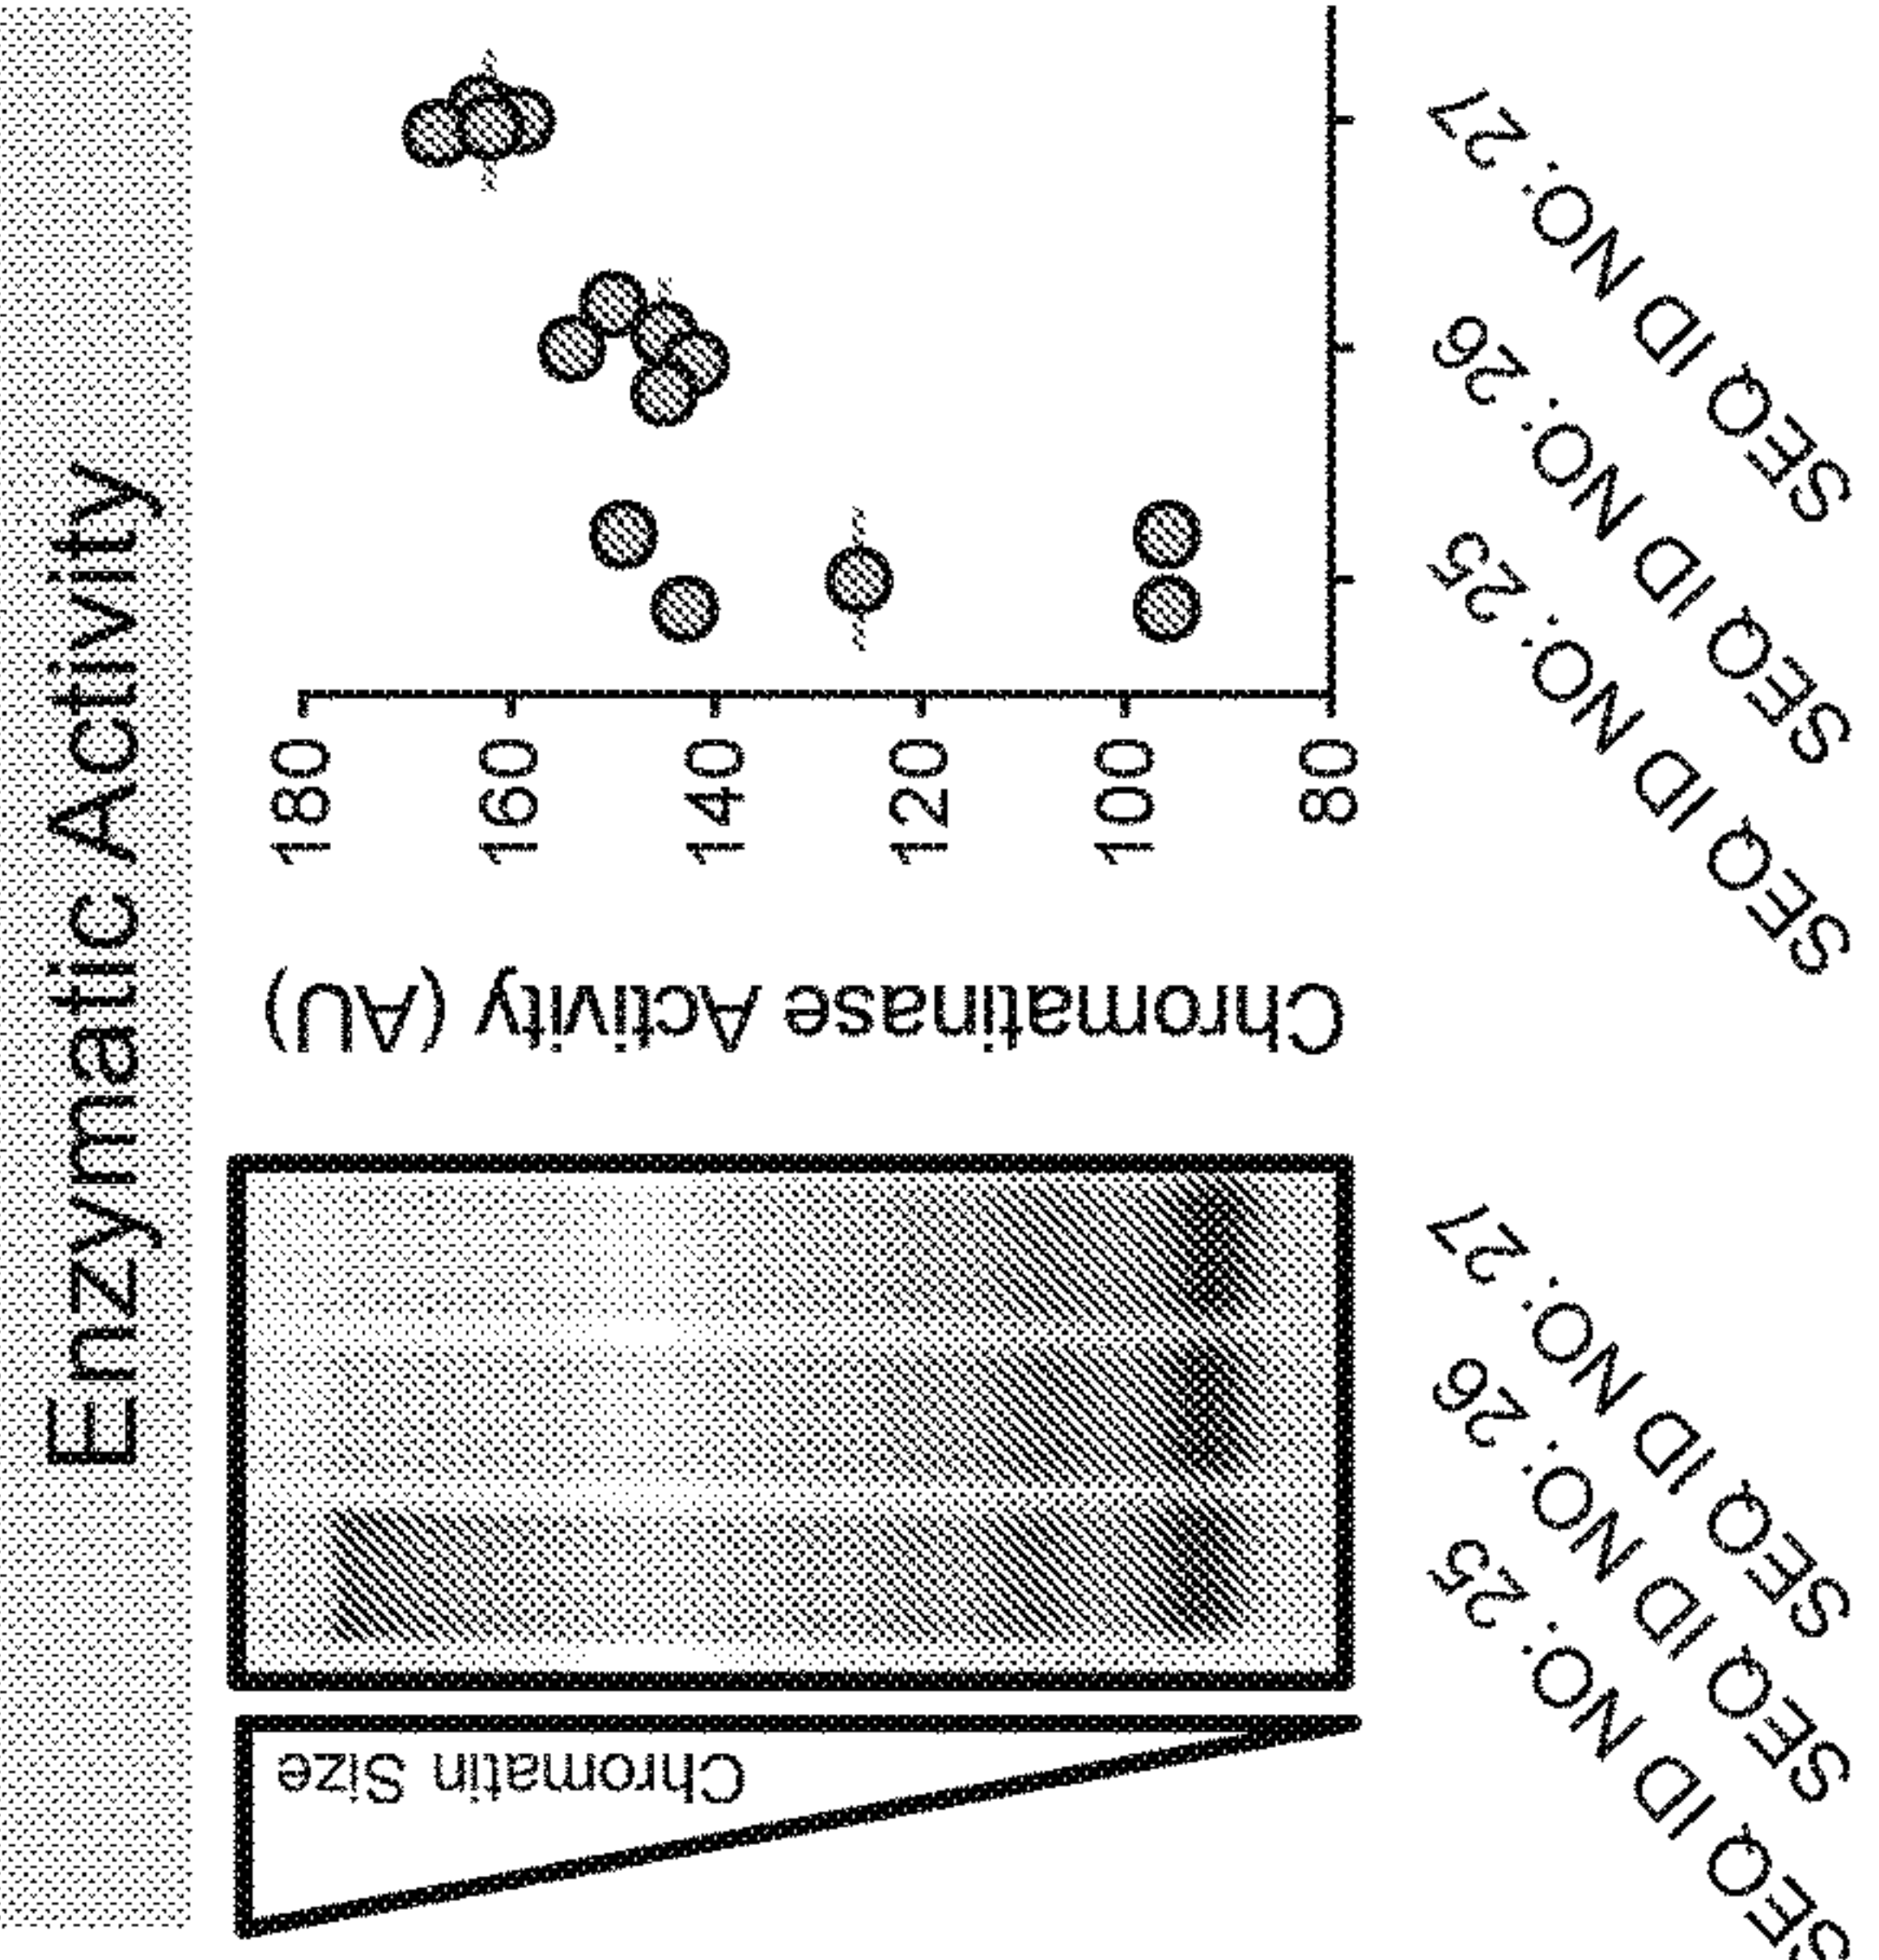 Enzymatic Activity
Chromatin Size
SEQ ID NO: 25
SEQ ID NO: 26
SEQ ID NO: 27
Chromatinase Activity (AU)
180
160
140
120
100
80
SEQ ID NO: 25
SEQ ID NO: 26
SEQ ID NO: 27